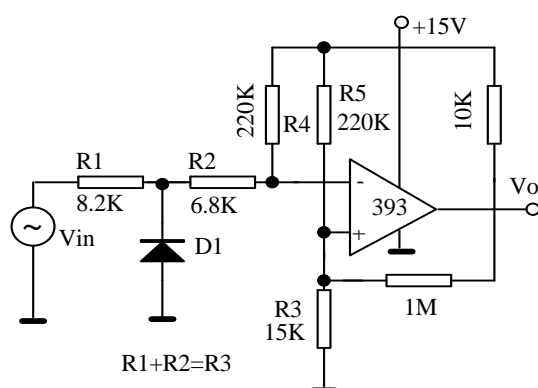 +15V
220K
R4
R5
220K
10K
R1
8.2K
R2
6.8K
-
393
+
Vo
~
Vin
D1
R3
15K
1M
R1+R2=R3